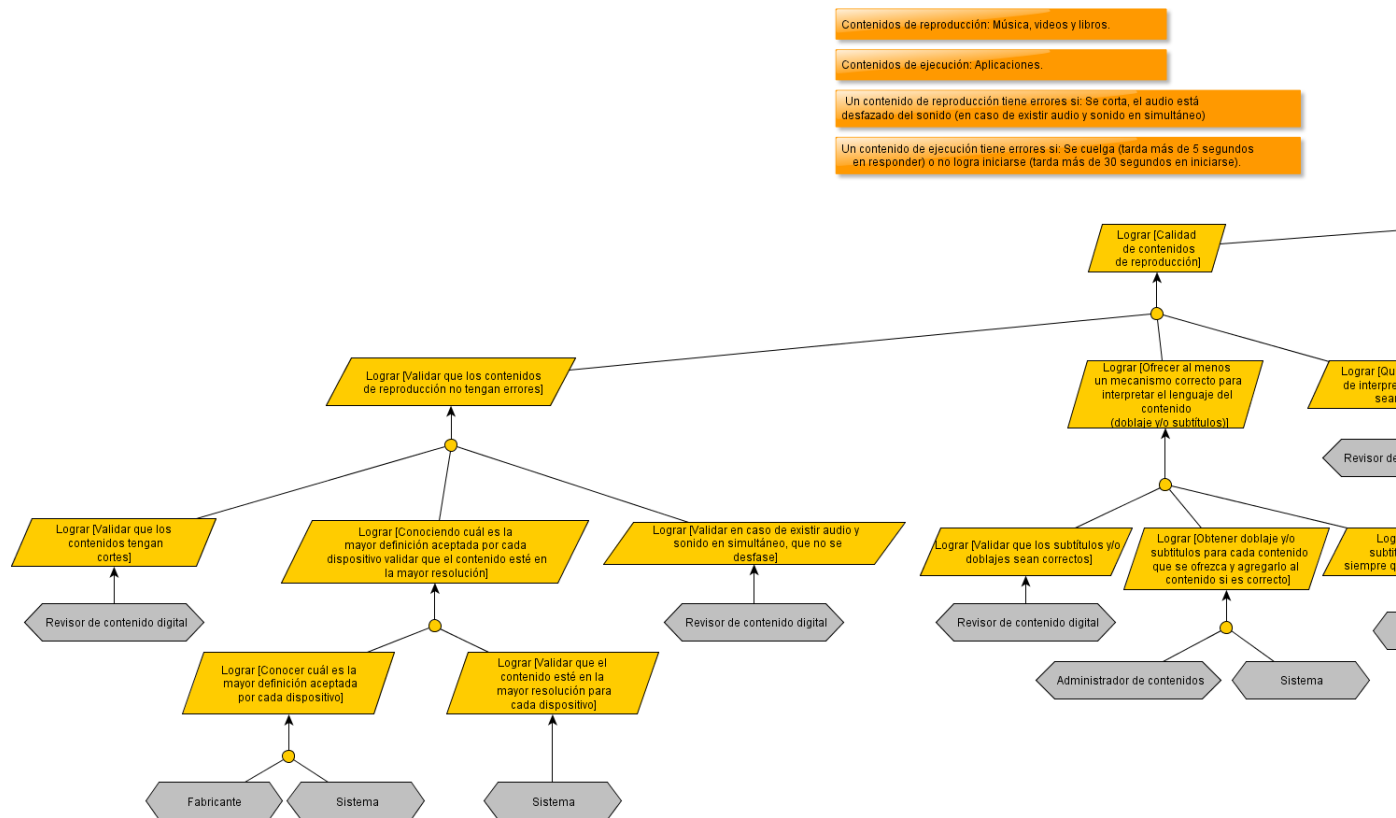 Contenidos de reproducción: Música, videos y libros.
Contenidos de ejecución: Aplicaciones.
Un contenido de reproducción tiene errores si: Se corta, el audio está
desfazado del sonido (en caso de existir audio y sonido en simultáneo)
Un contenido de ejecución tiene errores si: Se cuelga (tarda más de 5 segundos
en responder) o no logra iniciarse (tarda más de 30 segundos en iniciarse).
Lograr [Calidad
de contenidos
de reproducción]
Lograr [Validar que los contenidos
de reproducción no tengan errores]
Lograr [Ofrecer al menos
un mecanismo correcto para
interpretar el lenguaje del
contenido
(doblaje y/o subtítulos)]
Lograr
Revisor
Lograr [Validar que los
contenidos tengan
cortes]
Lograr [Conociendo cuál es la
mayor definición aceptada por cada
dispositivo validar que el contenido esté en
la mayor resolución]
Lograr [Validar en caso de existir audio y
sonido en simultáneo, que no se
desfase]
Lograr [Validar que los subtítulos y/o
doblajes sean correctos]
Lograr [Obtener doblaje y/o
subtitulos para cada contenido
que se ofrezca y agregarlo al
contenido si es correcto]
siempre
Revisor de contenido digital
Revisor de contenido digital
Revisor de contenido digital
Lograr [Conocer cuál es la
mayor definición aceptada
por cada dispositivo]
Lograr [Validar que el
contenido esté en la
mayor resolución para
cada dispositivo]
Administrador de contenidos
Sistema
Fabricante
Sistema
Sistema